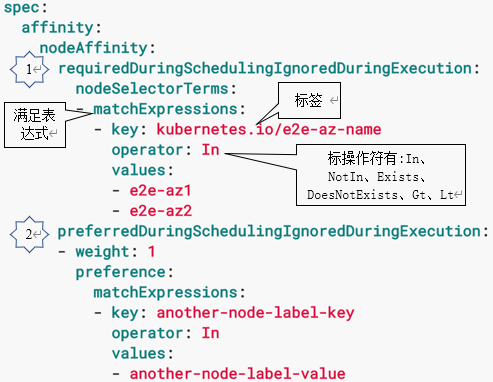 spec:
  affinity:
    nodeAffinity:
1
      requiredDuringSchedulingIgnoredDuringExecution:
        nodeSelectorTerms:
满足表
达式
        - matchExpressions:
标签
          - key: kubernetes.io/e2e-az-name
            operator: In
标操作符有:In、
NotIn、Exists、
DoesNotExists、Gt、Lt
            values:
            - e2e-az1
            - e2e-az2
2
      preferredDuringSchedulingIgnoredDuringExecution:
      - weight: 1
        preference:
          matchExpressions:
          - key: another-node-label-key
            operator: In
            values:
            - another-node-label-value